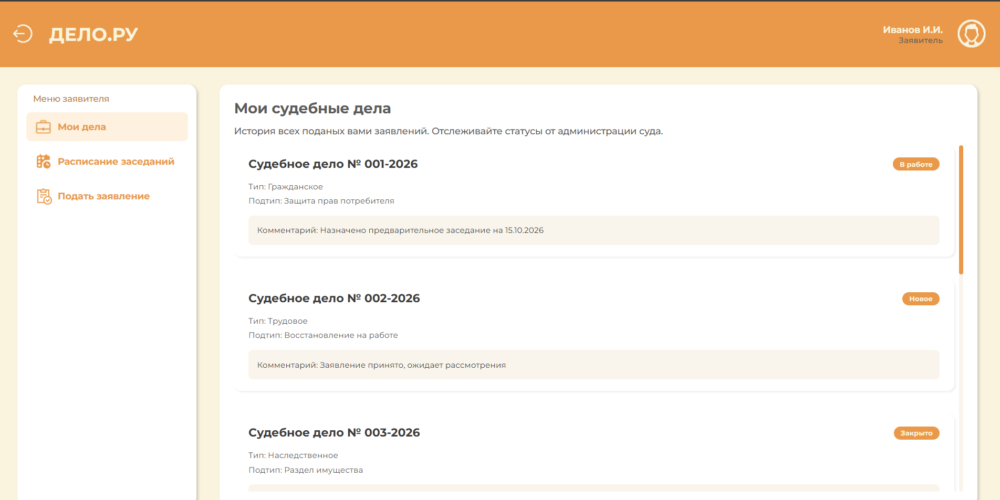 ДЕЛО.РУ
Иванов И.И.
Заявитель
Меню заявителя
Мои дела
Расписание заседаний
Подать заявление
Мои судебные дела
История всех поданых вами заявлений. Отслеживайте статусы от администрации суда.
Судебное дело № 001-2026
В работе
Тип: Гражданское
Подтип: Защита прав потребителя
Комментарий: Назначено предварительное заседание на 15.10.2026
Судебное дело № 002-2026
Новое
Тип: Трудовое
Подтип: Восстановление на работе
Комментарий: Заявление принято, ожидает рассмотрения
Судебное дело № 003-2026
Закрыто
Тип: Наследственное
Подтип: Раздел имущества